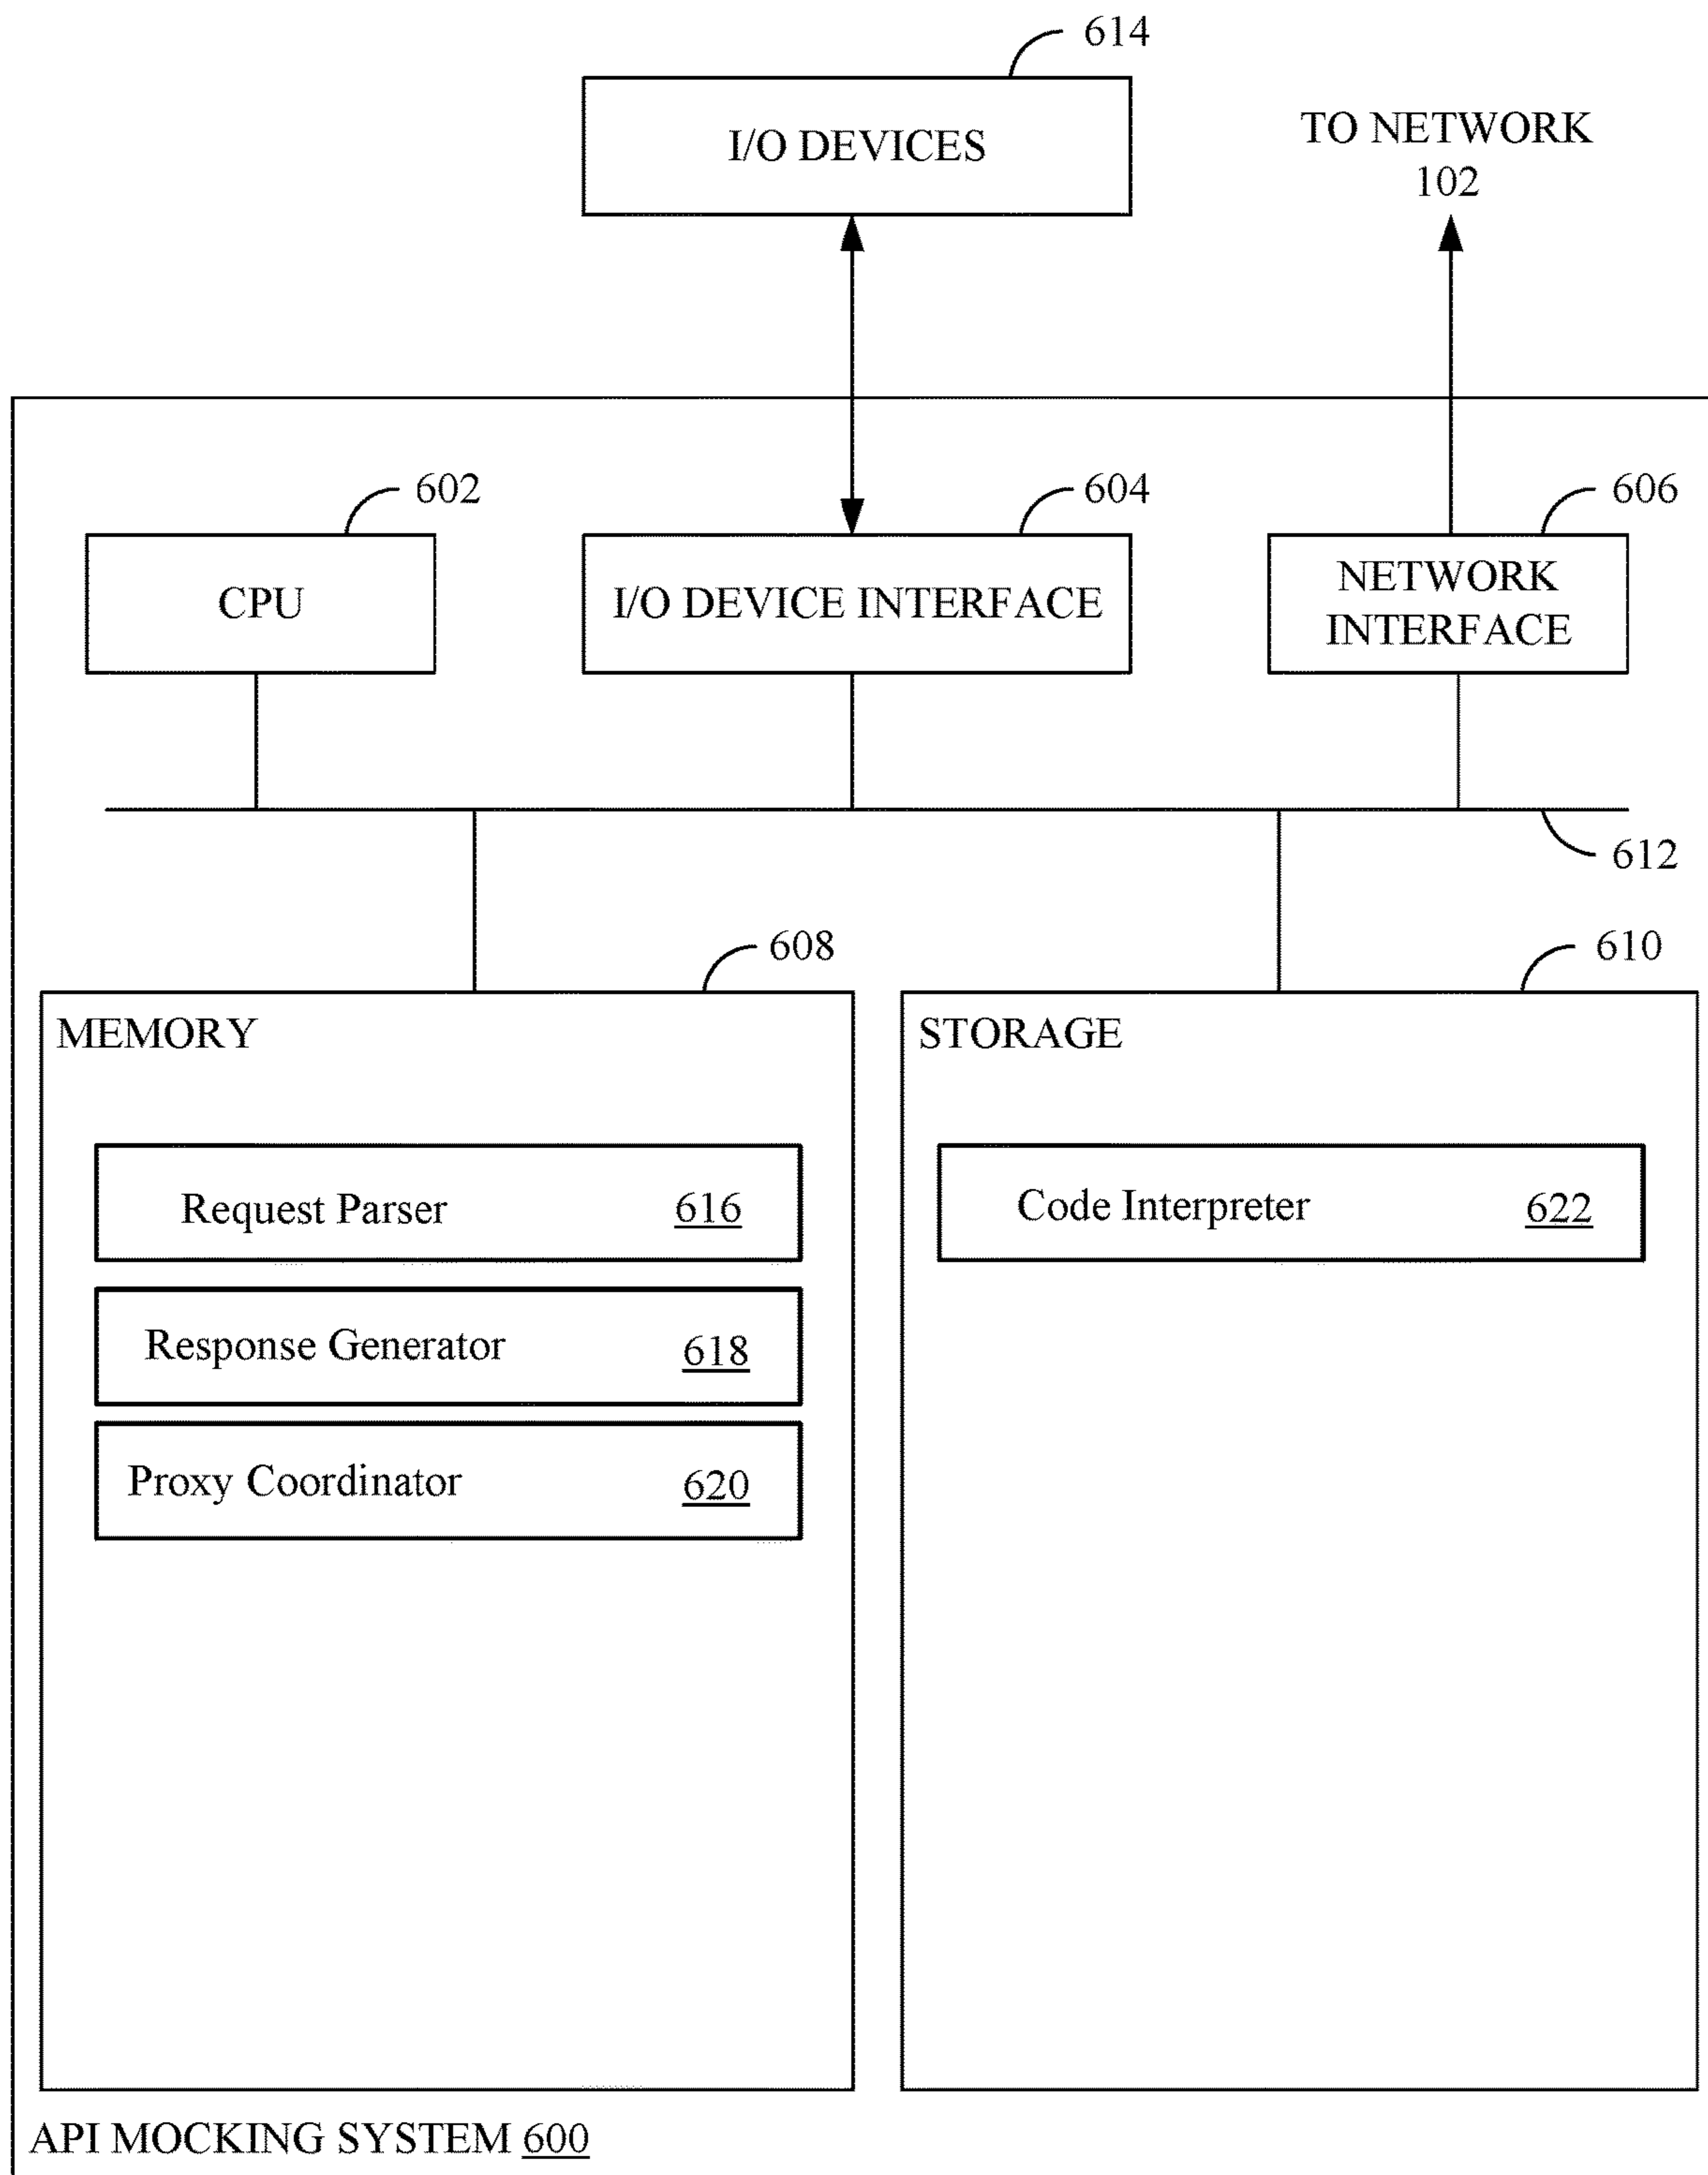 614
I/O DEVICES
TO NETWORK
102
602
604
606
CPU
I/O DEVICE INTERFACE
NETWORK
INTERFACE
612
608
610
MEMORY
STORAGE
Request Parser 616
Code Interpreter 622
Response Generator 618
Proxy Coordinator 620
API MOCKING SYSTEM 600